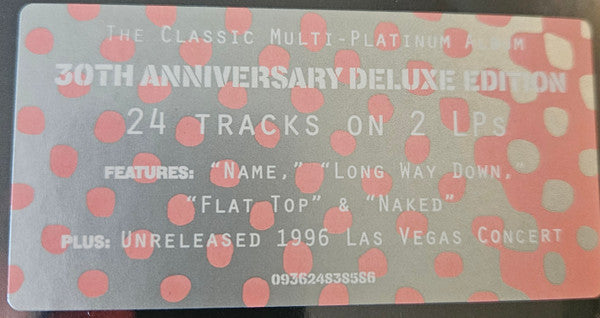 The Classic Multi-Platinum Album
30TH ANNIVERSARY DELUXE EDITION
24 TRACKS ON 2 LPs
FEATURES: “NAME,” “LONG WAY DOWN,”
“FLAT TOP” & “NAKED”
PLUS: UNRELEASED 1996 LAS VEGAS CONCERT
093624838586